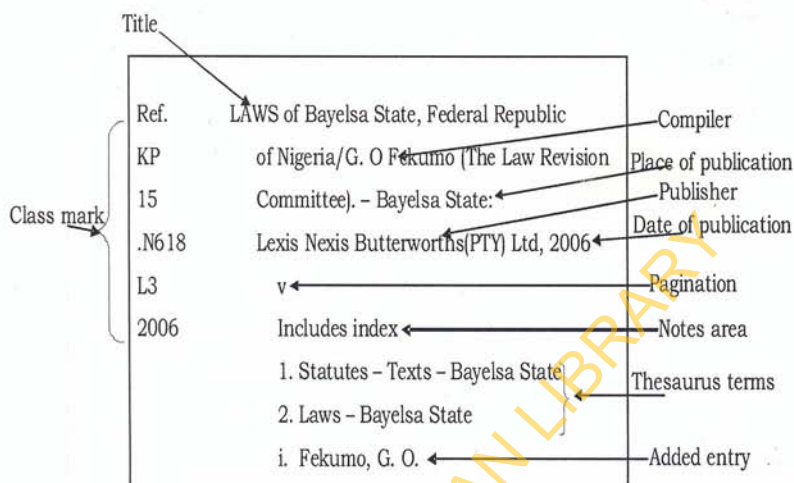 Title
Ref. LAWS of Bayelsa State, Federal Republic
Compiler
KP of Nigeria/G. O Fekumo (The Law Revision
Place of publication
15 Committee). – Bayelsa State:
Publisher
Class mark
Date of publication
.N618 Lexis Nexis Butterworths(PTY) Ltd, 2006
L3 v
Pagination
2006 Includes index
Notes area
1. Statutes – Texts – Bayelsa State
Thesaurus terms
2. Laws – Bayelsa State
i. Fekumo, G. O.
Added entry
AN LIBRARY